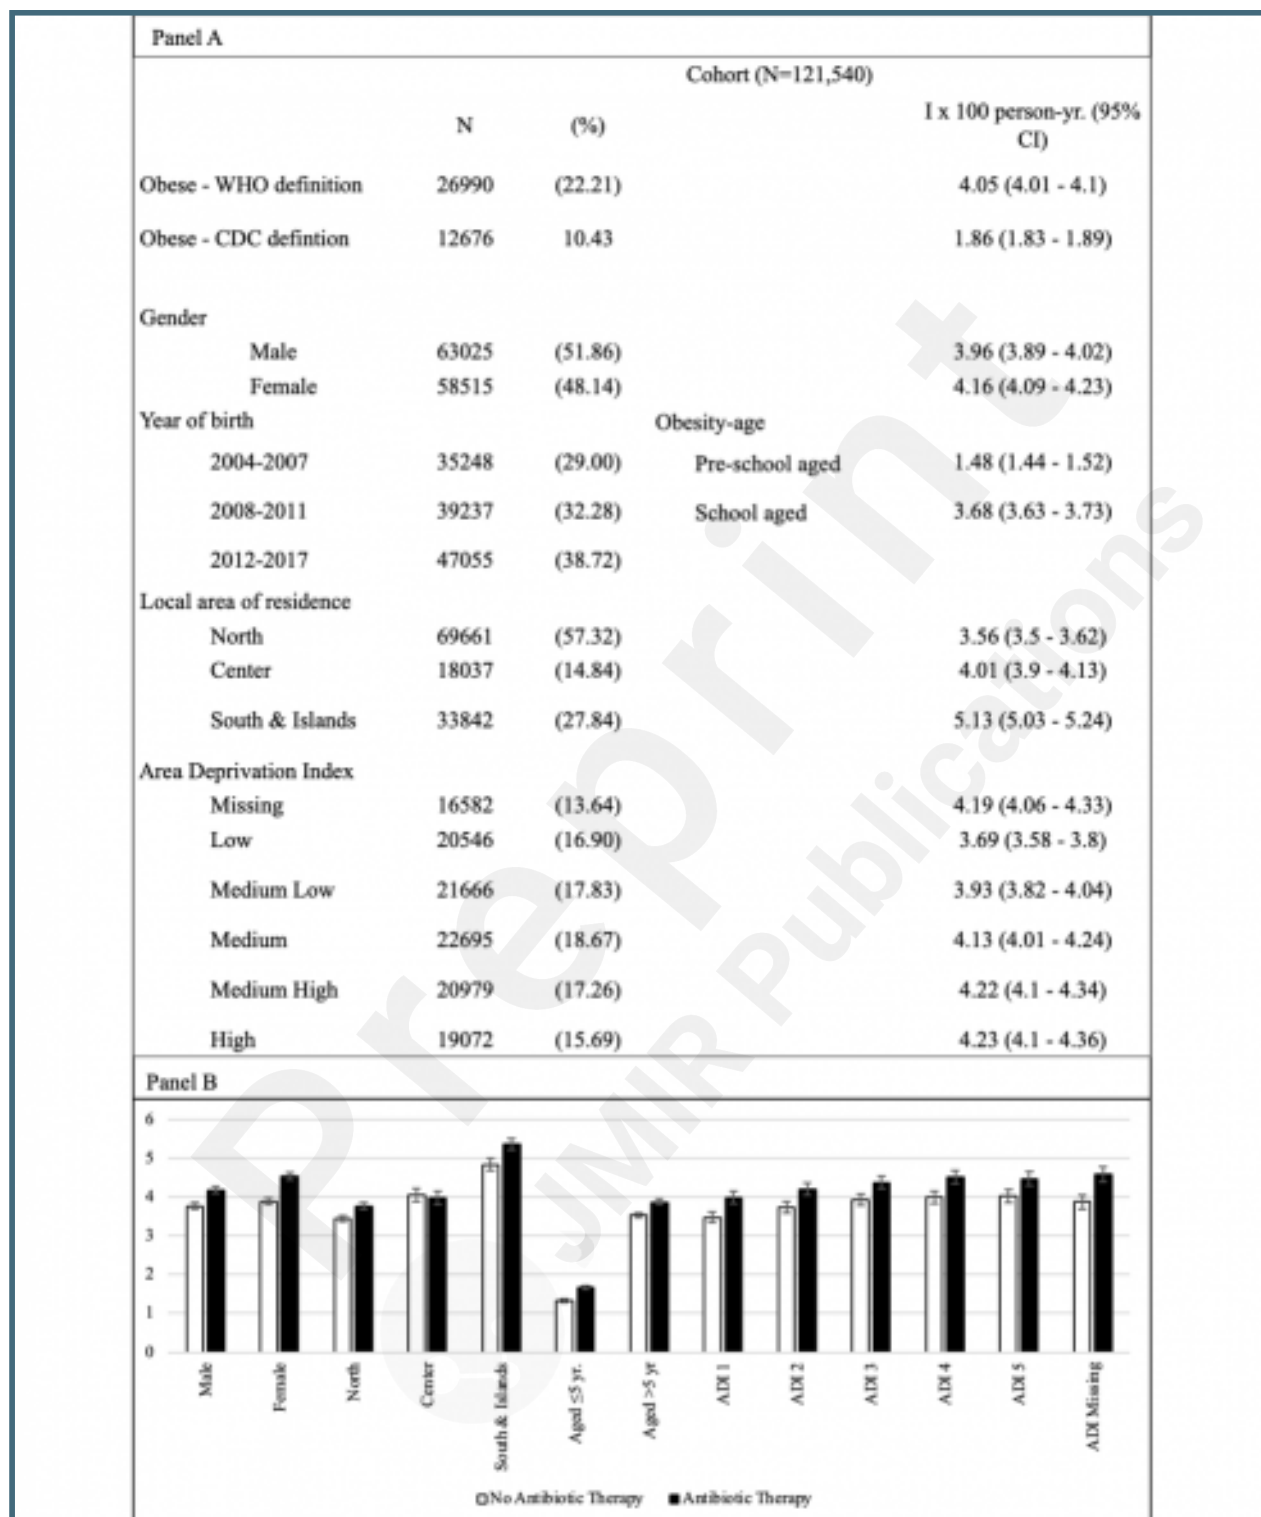 Panel A
Cohort (N=121,540)
N (%) I x 100 person-yr. (95% CI)
Obese - WHO definition 26990 (22.21) 4.05 (4.01 - 4.1)
Obese - CDC defintion 12676 10.43 1.86 (1.83 - 1.89)
Gender
Male 63025 (51.86) 3.96 (3.89 - 4.02)
Female 58515 (48.14) 4.16 (4.09 - 4.23)
Year of birth Obesity-age
2004-2007 35248 (29.00) Pre-school aged 1.48 (1.44 - 1.52)
2008-2011 39237 (32.28) School aged 3.68 (3.63 - 3.73)
2012-2017 47055 (38.72)
Local area of residence
North 69661 (57.32) 3.56 (3.5 - 3.62)
Center 18037 (14.84) 4.01 (3.9 - 4.13)
South & Islands 33842 (27.84) 5.13 (5.03 - 5.24)
Area Deprivation Index
Missing 16582 (13.64) 4.19 (4.06 - 4.33)
Low 20546 (16.90) 3.69 (3.58 - 3.8)
Medium Low 21666 (17.83) 3.93 (3.82 - 4.04)
Medium 22695 (18.67) 4.13 (4.01 - 4.24)
Medium High 20979 (17.26) 4.22 (4.1 - 4.34)
High 19072 (15.69) 4.23 (4.1 - 4.36)
Panel B
6
5
4
3
2
1
0
Male
Female
North
Center
South & Islands
Aged ≤5 yr.
Aged >5 yr
ADI 1
ADI 2
ADI 3
ADI 4
ADI 5
ADI Missing
No Antibiotic Therapy Antibiotic Therapy
Preprint
JMIR Publications